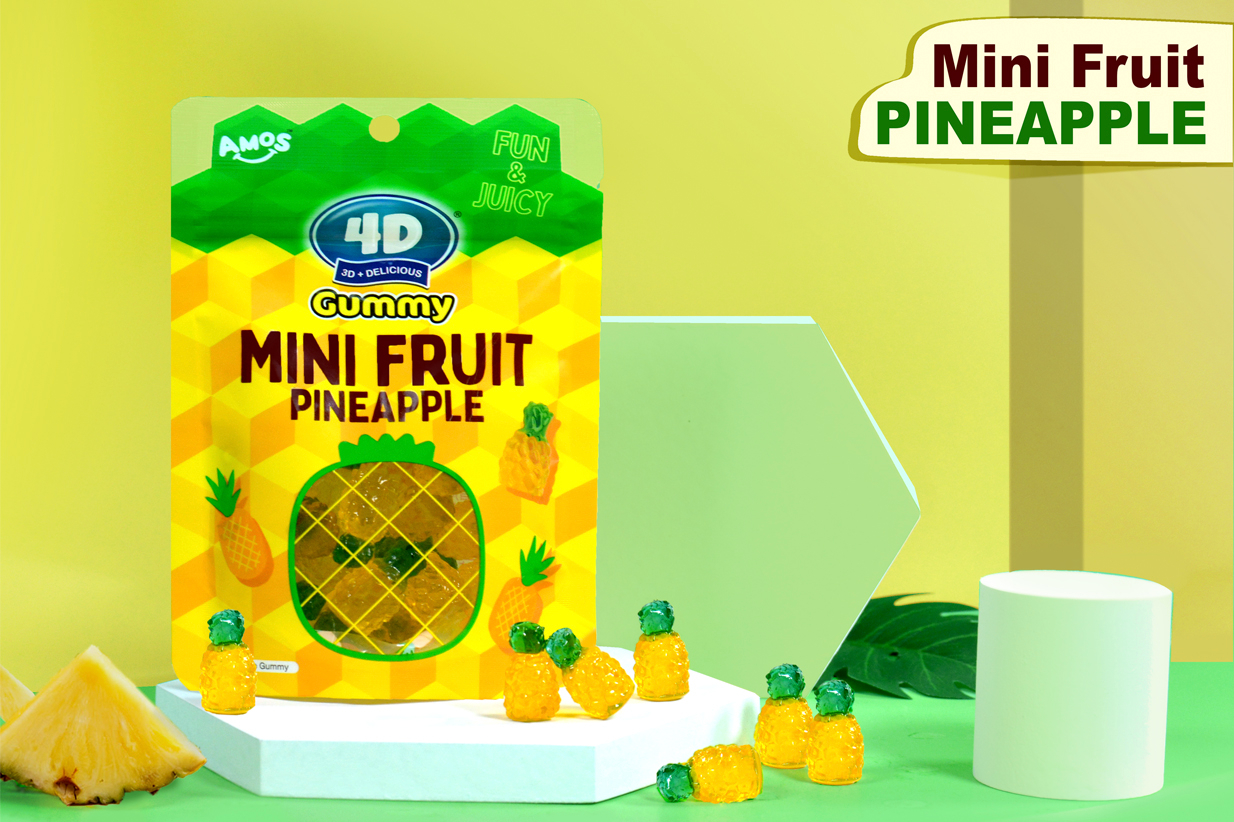 Mini Fruit
PINEAPPLE
AMOS
FUN
&
JUICY
4D
®
3D + DELICIOUS
Gummy
MINI FRUIT
PINEAPPLE
Gummy